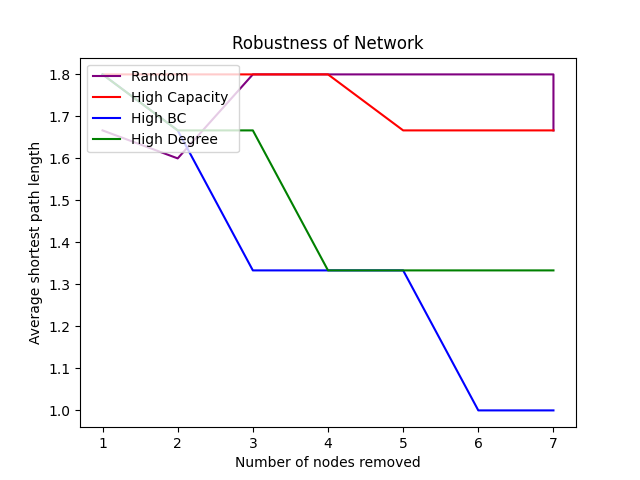 Robustness of Network
Random
High Capacity
High BC
High Degree
Average shortest path length
1.8
1.7
1.6
1.5
1.4
1.3
1.2
1.1
1.0
1 2 3 4 5 6 7
Number of nodes removed